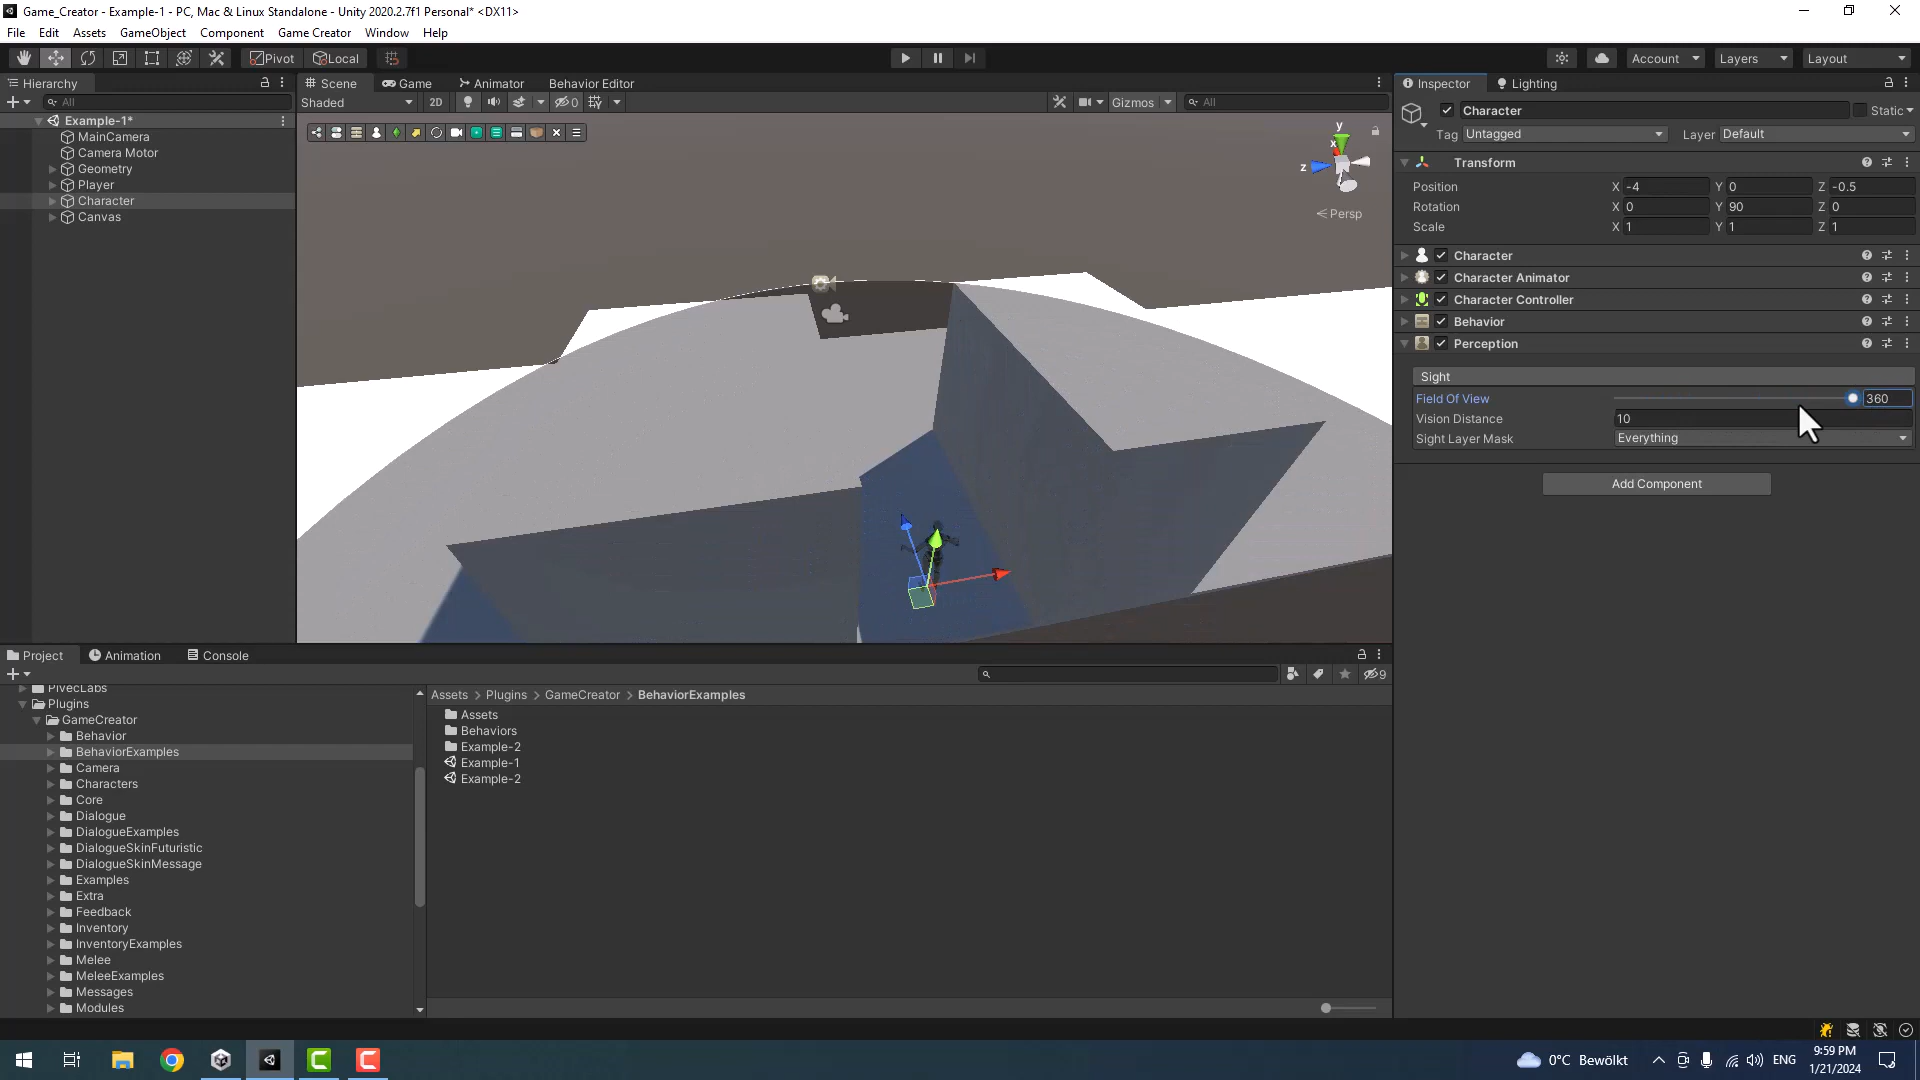 Game_Creator - Example-1 - PC, Mac & Linux Standalone - Unity 2020.2.7f1 Personal* <DX11>
File Edit Assets GameObject Component Game Creator Window Help
Pivot Local Account Layers Layout
Hierarchy
All
Example-1*
MainCamera
Camera Motor
Geometry
Player
Character
Canvas
Scene Game Animator Behavior Editor
Shaded 2D 0 Gizmos All
y
x
z
Persp
Inspector Lighting
Character Static
Tag Untagged Layer Default
Transform
Position X -4 Y 0 Z -0.5
Rotation X 0 Y 90 Z 0
Scale X 1 Y 1 Z 1
Character
Character Animator
Character Controller
Behavior
Perception
Sight
Field Of View 360
Vision Distance 10
Sight Layer Mask Everything
Add Component
Project Animation Console
9
PivecLabs
Plugins
GameCreator
Behavior
BehaviorExamples
Camera
Characters
Core
Dialogue
DialogueExamples
DialogueSkinFuturistic
DialogueSkinMessage
Examples
Extra
Feedback
Inventory
InventoryExamples
Melee
MeleeExamples
Messages
Modules
Assets > Plugins > GameCreator > BehaviorExamples
Assets
Behaviors
Example-2
Example-1
Example-2
0°C Bewölkt ENG 9:59 PM
1/21/2024